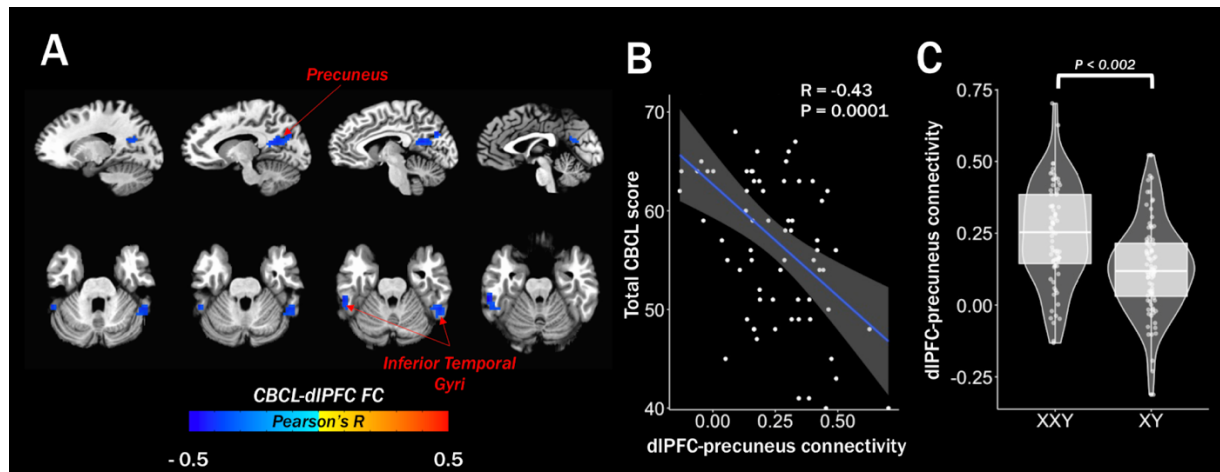 A
Precuneus
Inferior Temporal
Gyri
CBCL-dlPFC FC
Pearson's R
- 0.5
0.5
B
R = -0.43
P = 0.0001
Total CBCL score
70
60
50
40
0.00
0.25
0.50
dlPFC-precuneus connectivity
C
P < 0.002
dlPFC-precuneus connectivity
0.75
0.50
0.25
0.00
-0.25
XXY
XY